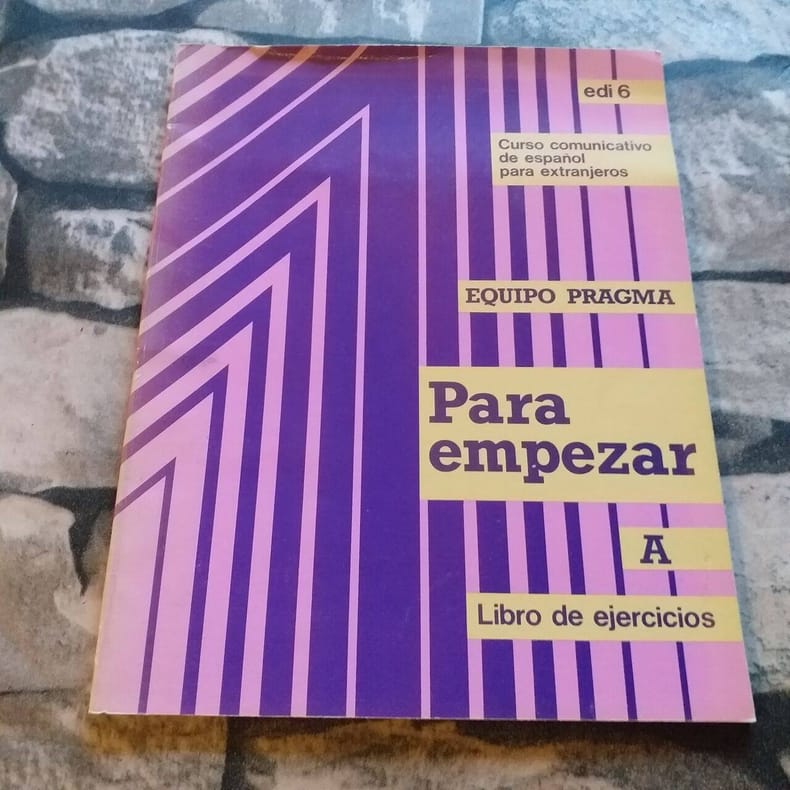 edi 6
Curso comunicativo
de español
para extranjeros
EQUIPO PRAGMA
Para
empezar
A
Libro de ejercicios